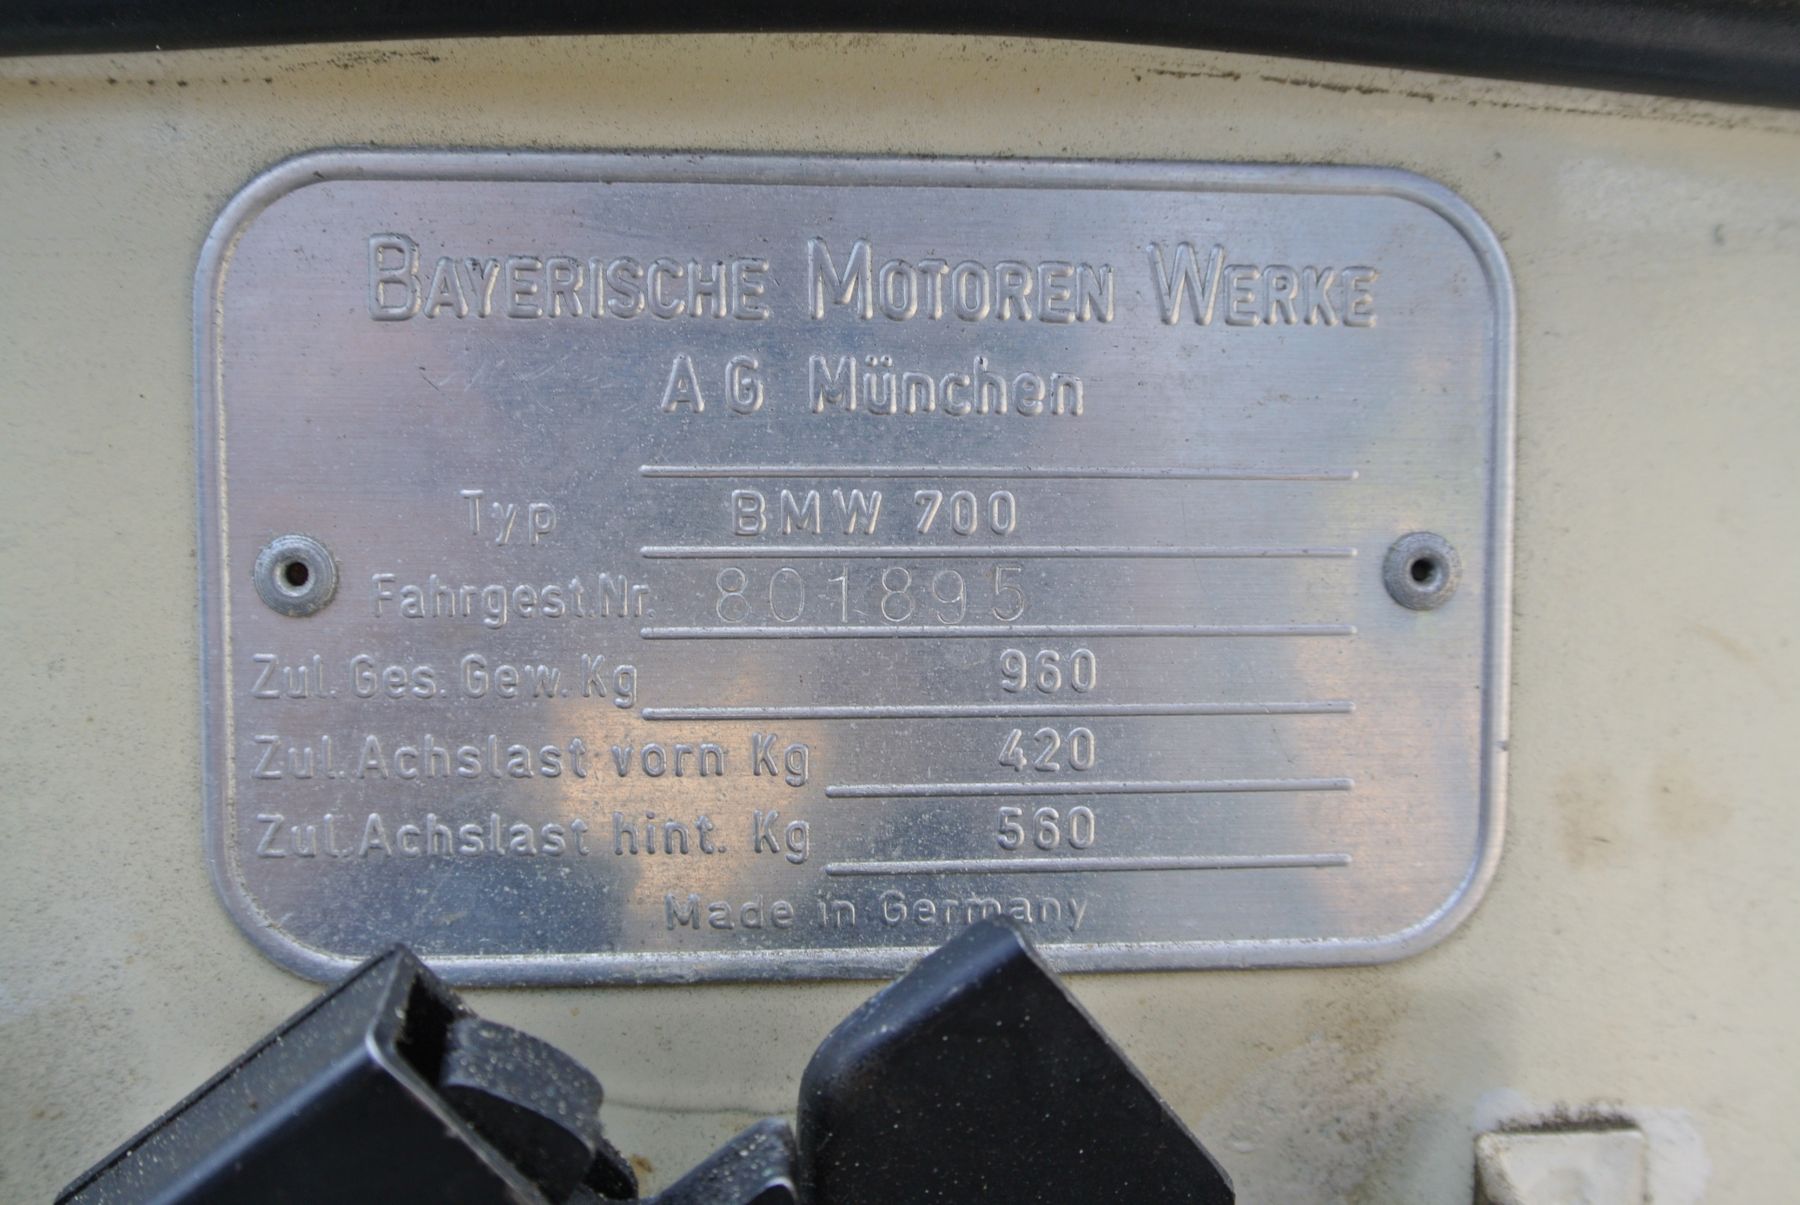 BAYERISCHE MOTOREN WERKE
AG München
Typ BMW 700
Fahrgest.Nr. 801895
Zul. Ges. Gew. Kg 960
Zul. Achslast vorn Kg 420
Zul. Achslast hint. Kg 560
Made in Germany